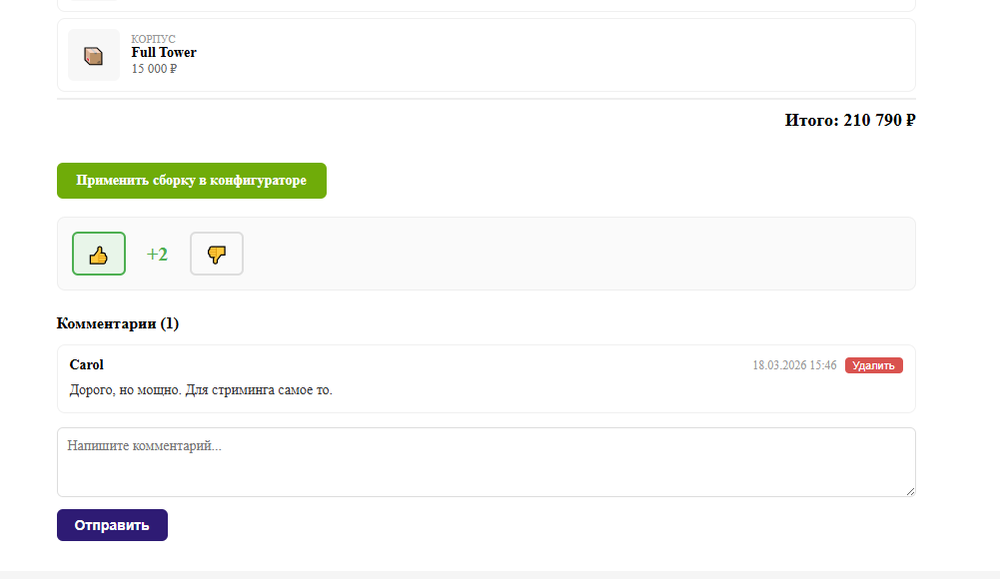 КОРПУС
Full Tower
15 000 ₽
Итого: 210 790 ₽
Применить сборку в конфигураторе
+2
Комментарии (1)
Carol
18.03.2026 15:46 Удалить
Дорого, но мощно. Для стриминга самое то.
Напишите комментарий...
Отправить